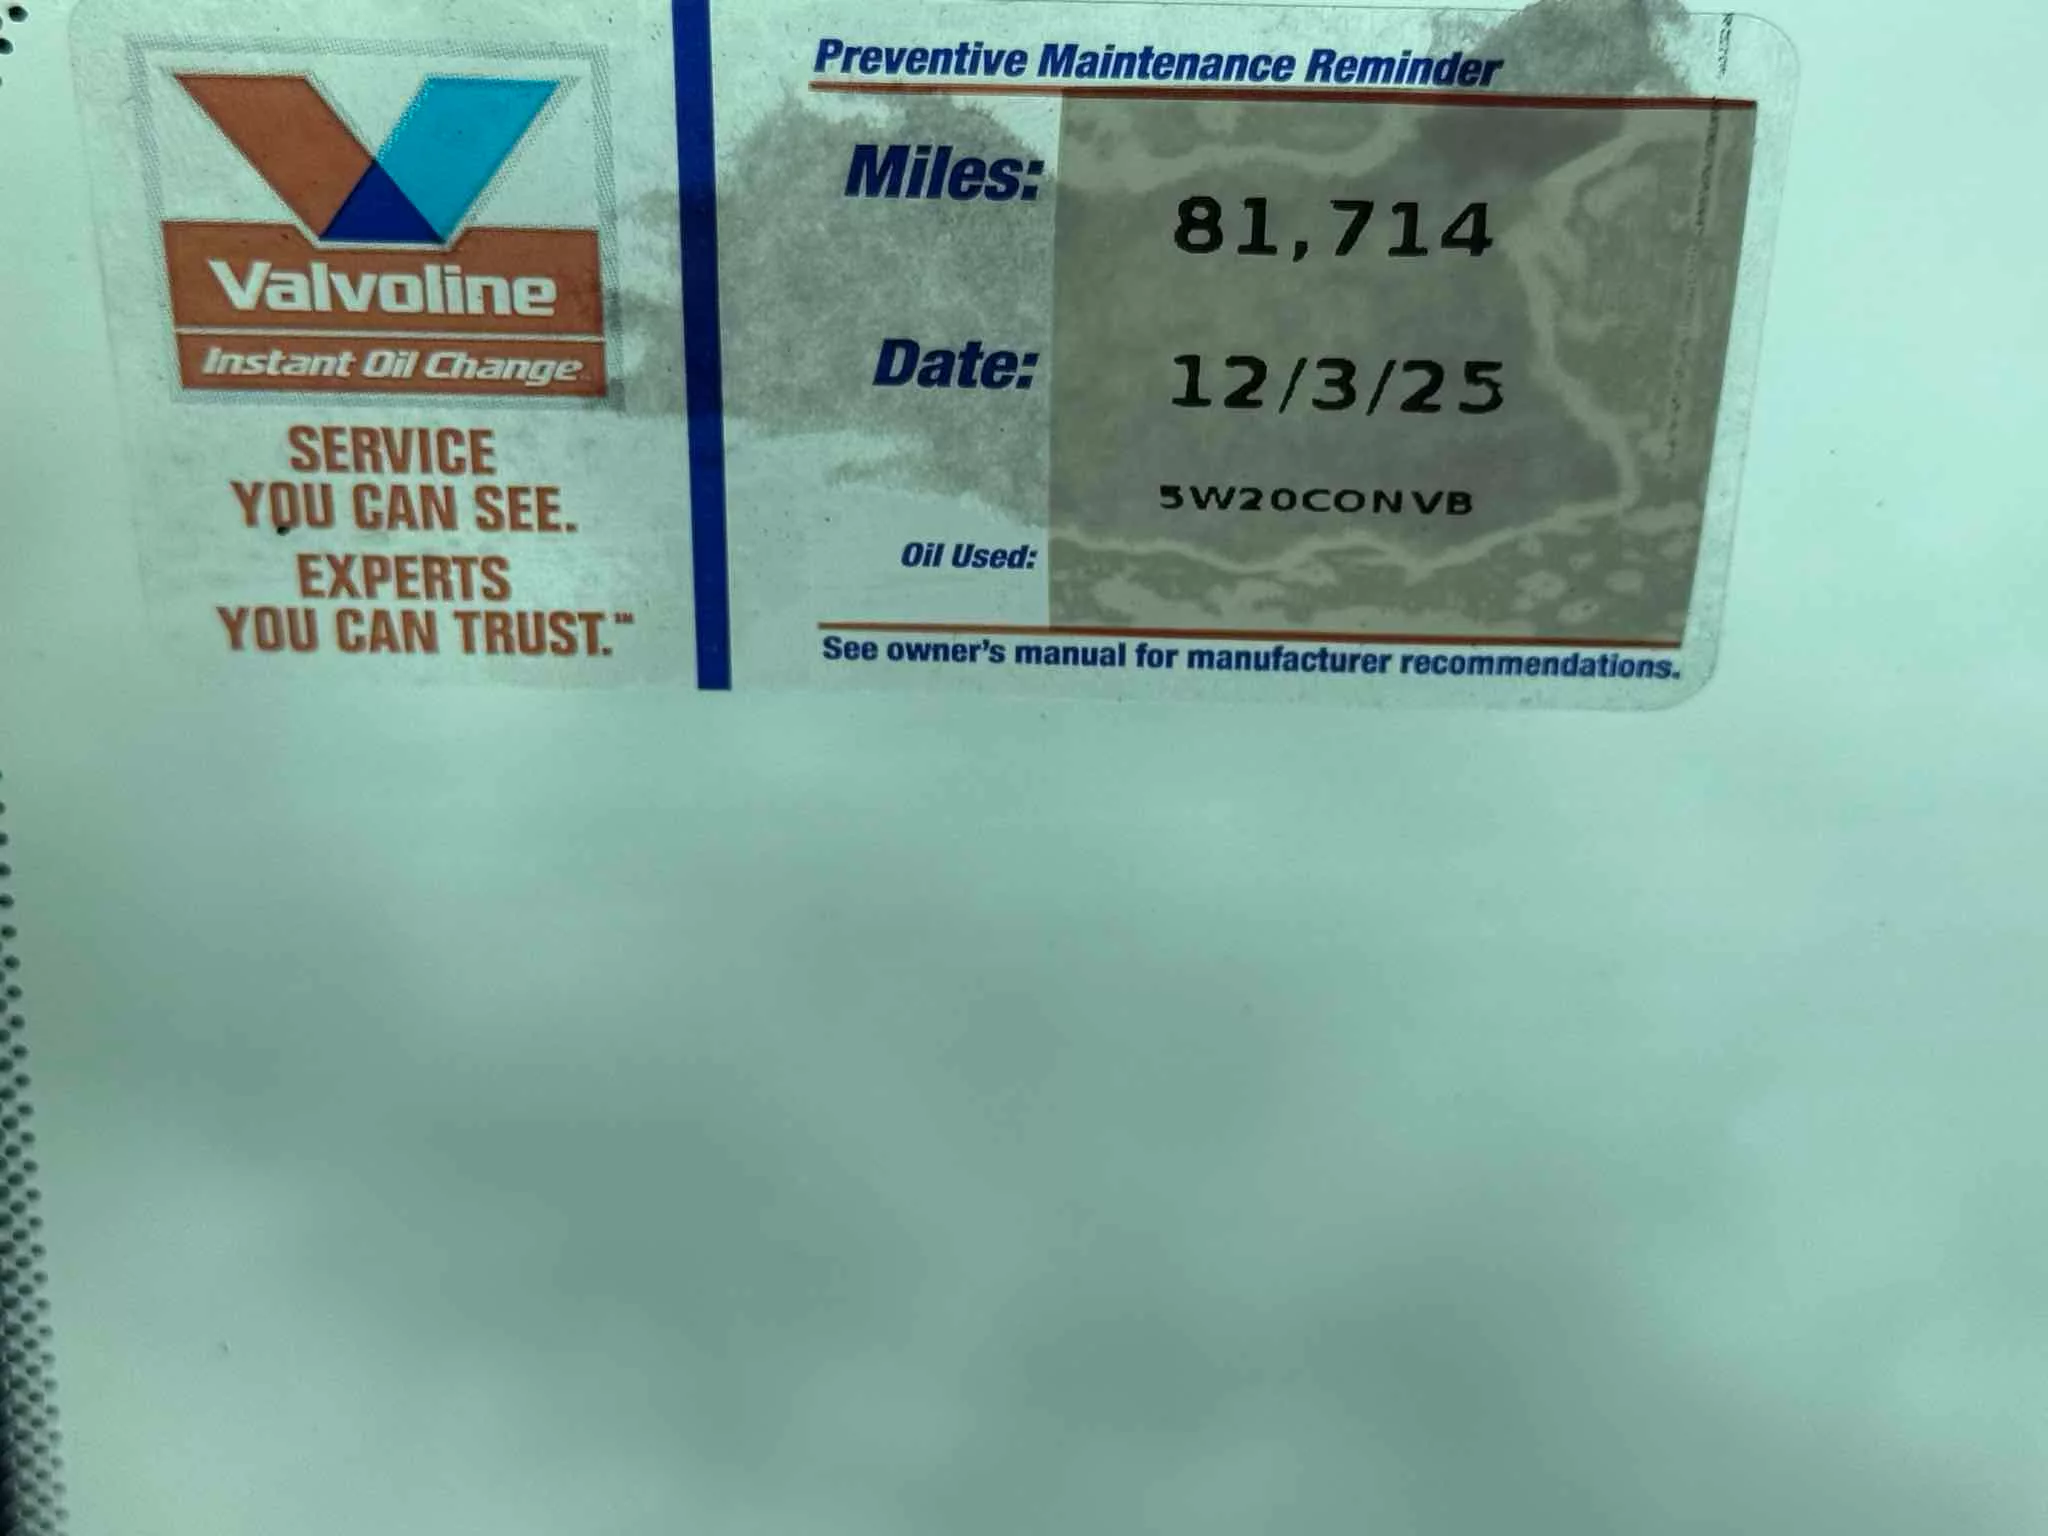 Valvoline
Instant Oil Change
SERVICE
YOU CAN SEE.
EXPERTS
YOU CAN TRUST.℠
Preventive Maintenance Reminder
Miles: 81,714
Date: 12/3/25
5W20CONVB
Oil Used:
See owner's manual for manufacturer recommendations.